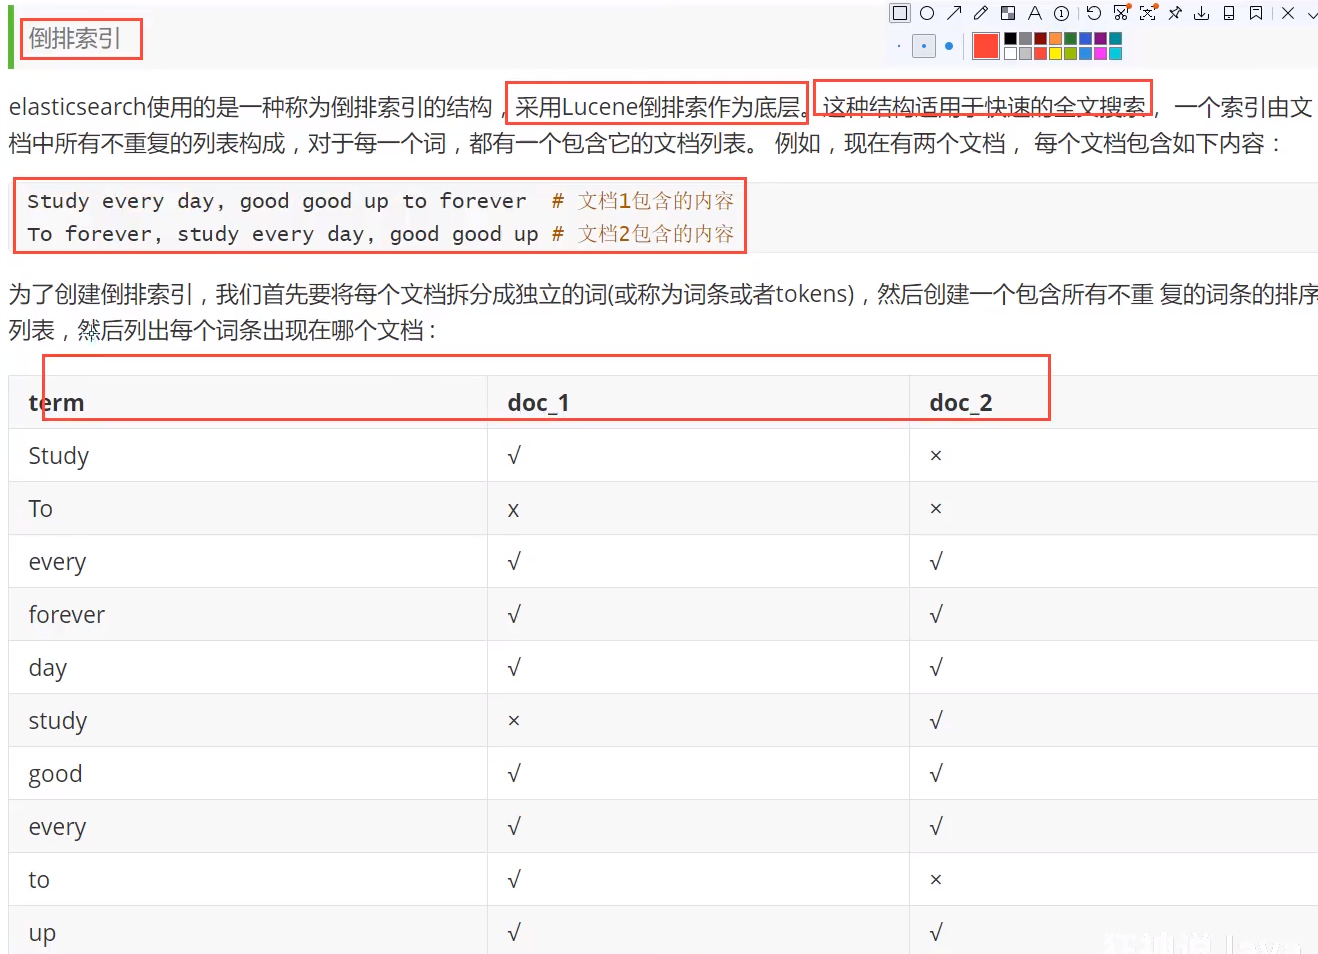 倒排索引
elasticsearch使用的是一种称为倒排索引的结构，采用Lucene倒排索作为底层。这种结构适用于快速的全文搜索，一个索引由文
档中所有不重复的列表构成，对于每一个词，都有一个包含它的文档列表。 例如，现在有两个文档， 每个文档包含如下内容：
Study every day, good good up to forever # 文档1包含的内容
To forever, study every day, good good up # 文档2包含的内容
为了创建倒排索引，我们首先要将每个文档拆分成独立的词(或称为词条或者tokens)，然后创建一个包含所有不重 复的词条的排序
列表，然后列出每个词条出现在哪个文档：
term doc_1 doc_2
Study √ ×
To x ×
every √ √
forever √ √
day √ √
study × √
good √ √
every √ √
to √ ×
up √ √